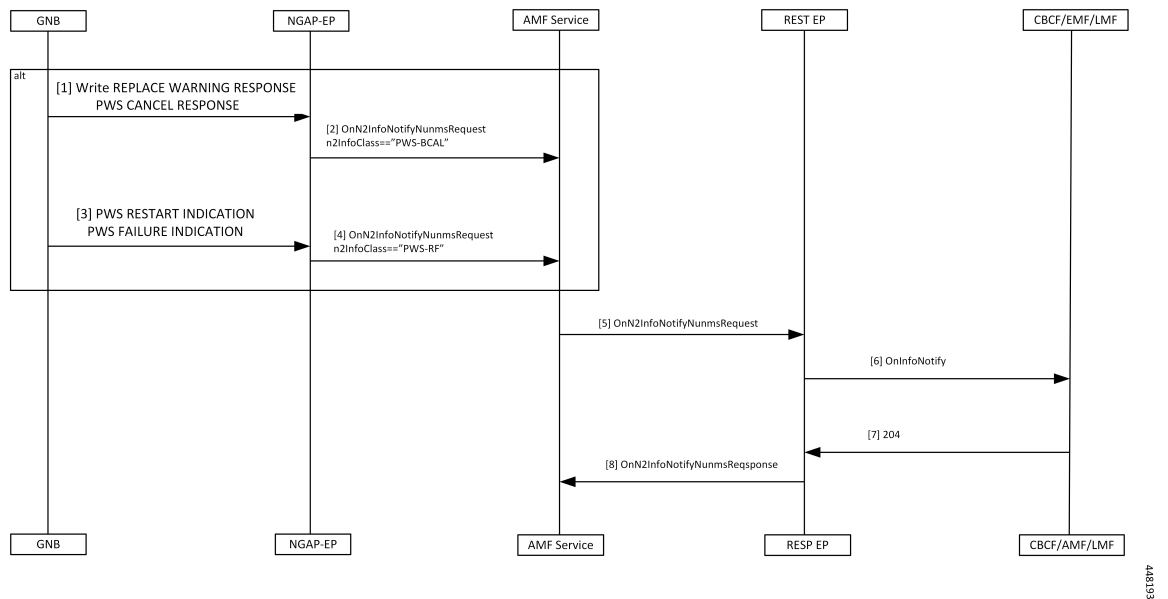 GNB
NGAP-EP
AMF Service
REST EP
CBCF/EMF/LMF
alt
[1] Write REPLACE WARNING RESPONSE
PWS CANCEL RESPONSE
[2] OnN2InfoNotifyNunmsRequest
n2InfoClass==”PWS-BCAL”
[3] PWS RESTART INDICATION
PWS FAILURE INDICATION
[4] OnN2InfoNotifyNunmsRequest
n2InfoClass==”PWS-RF”
[5] OnN2InfoNotifyNunmsRequest
[6] OnInfoNotify
[7] 204
[8] OnN2InfoNotifyNunmsReqsponse
GNB
NGAP-EP
AMF Service
RESP EP
CBCF/AMF/LMF
448193